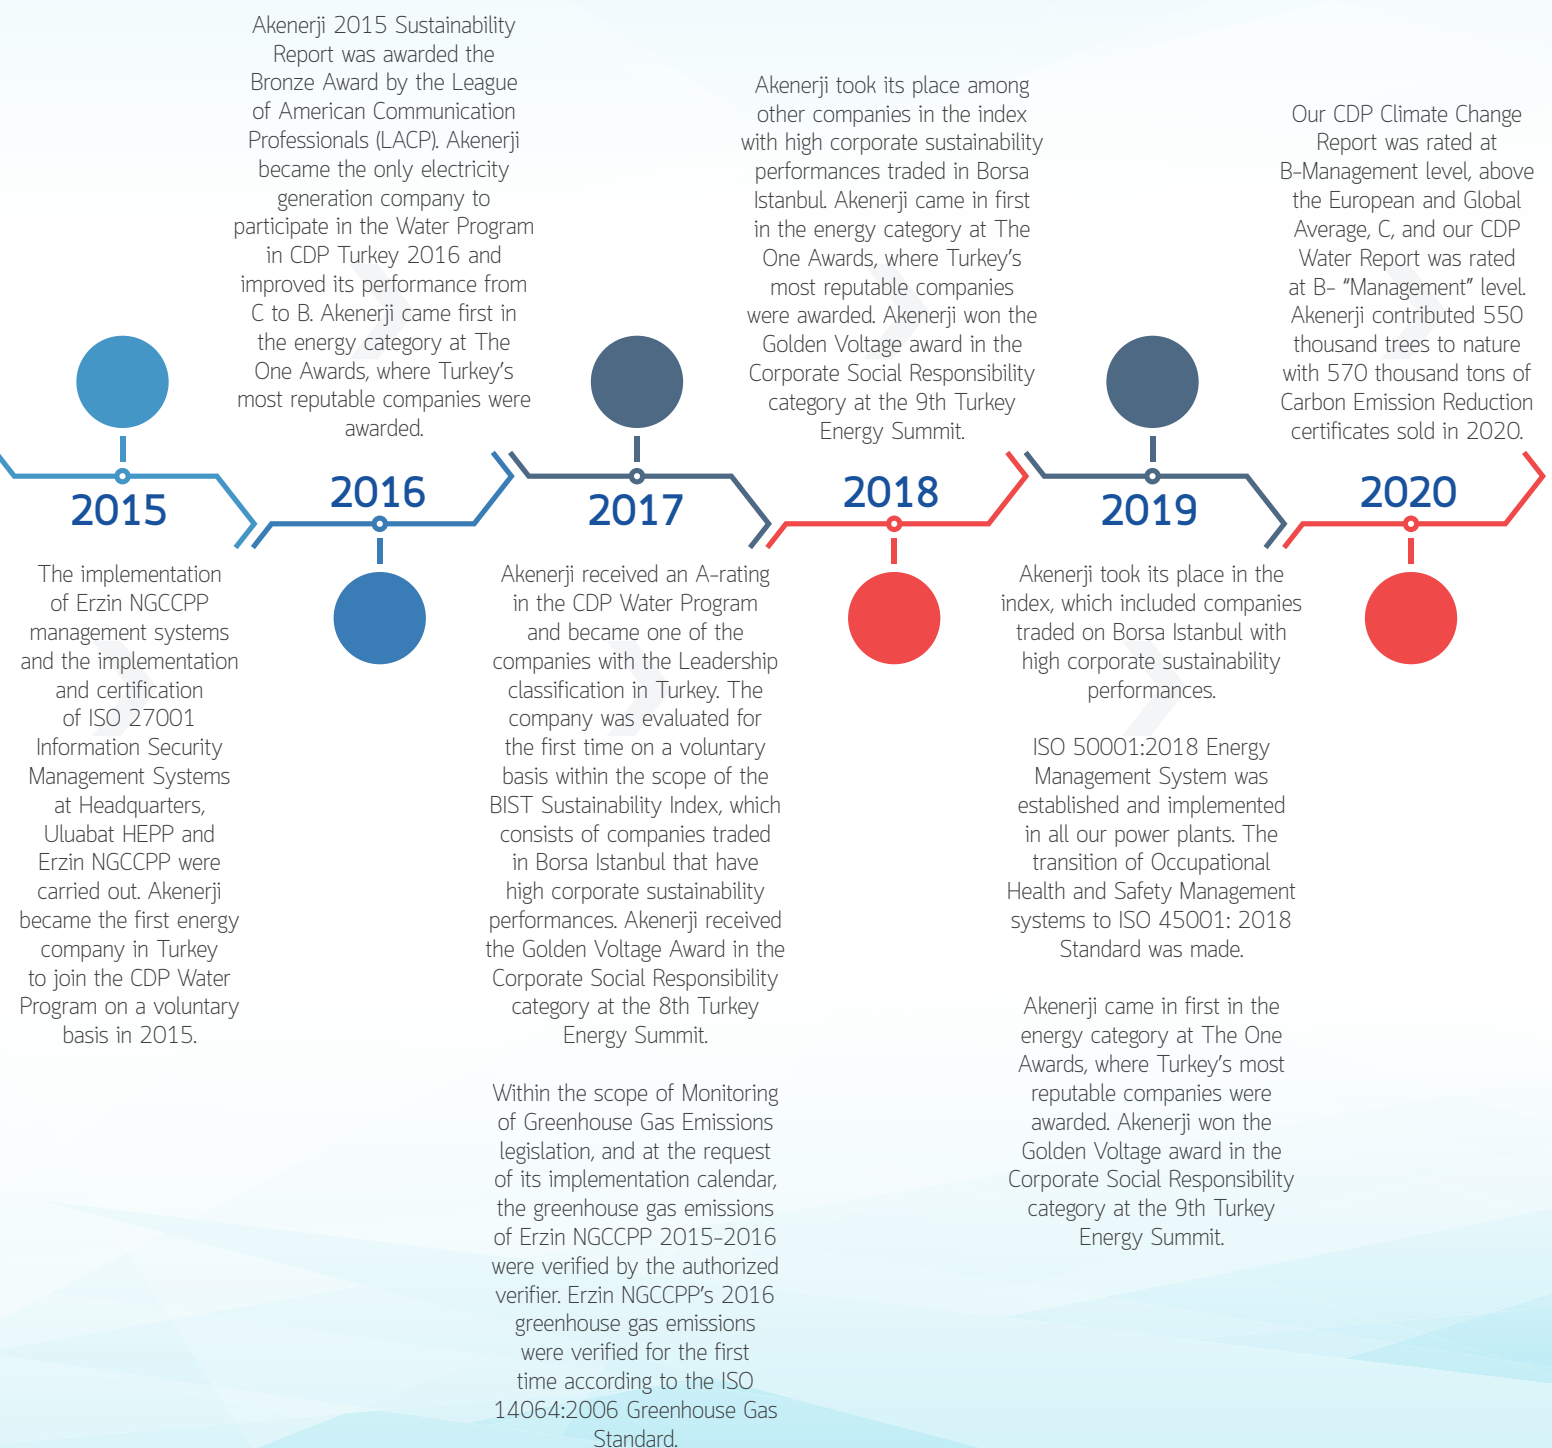 2015
The implementation
of Erzin NGCCPP
management systems
and the implementation
and certification
of ISO 27001
Information Security
Management Systems
at Headquarters,
Uluabat HEPP and
Erzin NGCCPP were
carried out. Akenerji
became the first energy
company in Turkey
to join the CDP Water
Program on a voluntary
basis in 2015.
Akenerji 2015 Sustainability
Report was awarded the
Bronze Award by the League
of American Communication
Professionals (LACP). Akenerji
became the only electricity
generation company to
participate in the Water Program
in CDP Turkey 2016 and
improved its performance from
C to B. Akenerji came first in
the energy category at The
One Awards, where Turkey's
most reputable companies were
awarded.
2016
2017
Akenerji received an A-rating
in the CDP Water Program
and became one of the
companies with the Leadership
classification in Turkey. The
company was evaluated for
the first time on a voluntary
basis within the scope of the
BIST Sustainability Index, which
consists of companies traded
in Borsa Istanbul that have
high corporate sustainability
performances. Akenerji received
the Golden Voltage Award in the
Corporate Social Responsibility
category at the 8th Turkey
Energy Summit.
Within the scope of Monitoring
of Greenhouse Gas Emissions
legislation, and at the request
of its implementation calendar,
the greenhouse gas emissions
of Erzin NGCCPP 2015-2016
were verified by the authorized
verifier. Erzin NGCCPP's 2016
greenhouse gas emissions
were verified for the first
time according to the ISO
14064:2006 Greenhouse Gas
Standard.
Akenerji took its place among
other companies in the index
with high corporate sustainability
performances traded in Borsa
Istanbul. Akenerji came in first
in the energy category at The
One Awards, where Turkey's
most reputable companies
were awarded. Akenerji won the
Golden Voltage award in the
Corporate Social Responsibility
category at the 9th Turkey
Energy Summit.
2018
2019
Akenerji took its place in the
index, which included companies
traded on Borsa Istanbul with
high corporate sustainability
performances.
ISO 50001:2018 Energy
Management System was
established and implemented
in all our power plants. The
transition of Occupational
Health and Safety Management
systems to ISO 45001: 2018
Standard was made.
Akenerji came in first in the
energy category at The One
Awards, where Turkey's most
reputable companies were
awarded. Akenerji won the
Golden Voltage award in the
Corporate Social Responsibility
category at the 9th Turkey
Energy Summit.
Our CDP Climate Change
Report was rated at
B-Management level, above
the European and Global
Average, C, and our CDP
Water Report was rated
at B- "Management" level.
Akenerji contributed 550
thousand trees to nature
with 570 thousand tons of
Carbon Emission Reduction
certificates sold in 2020.
2020